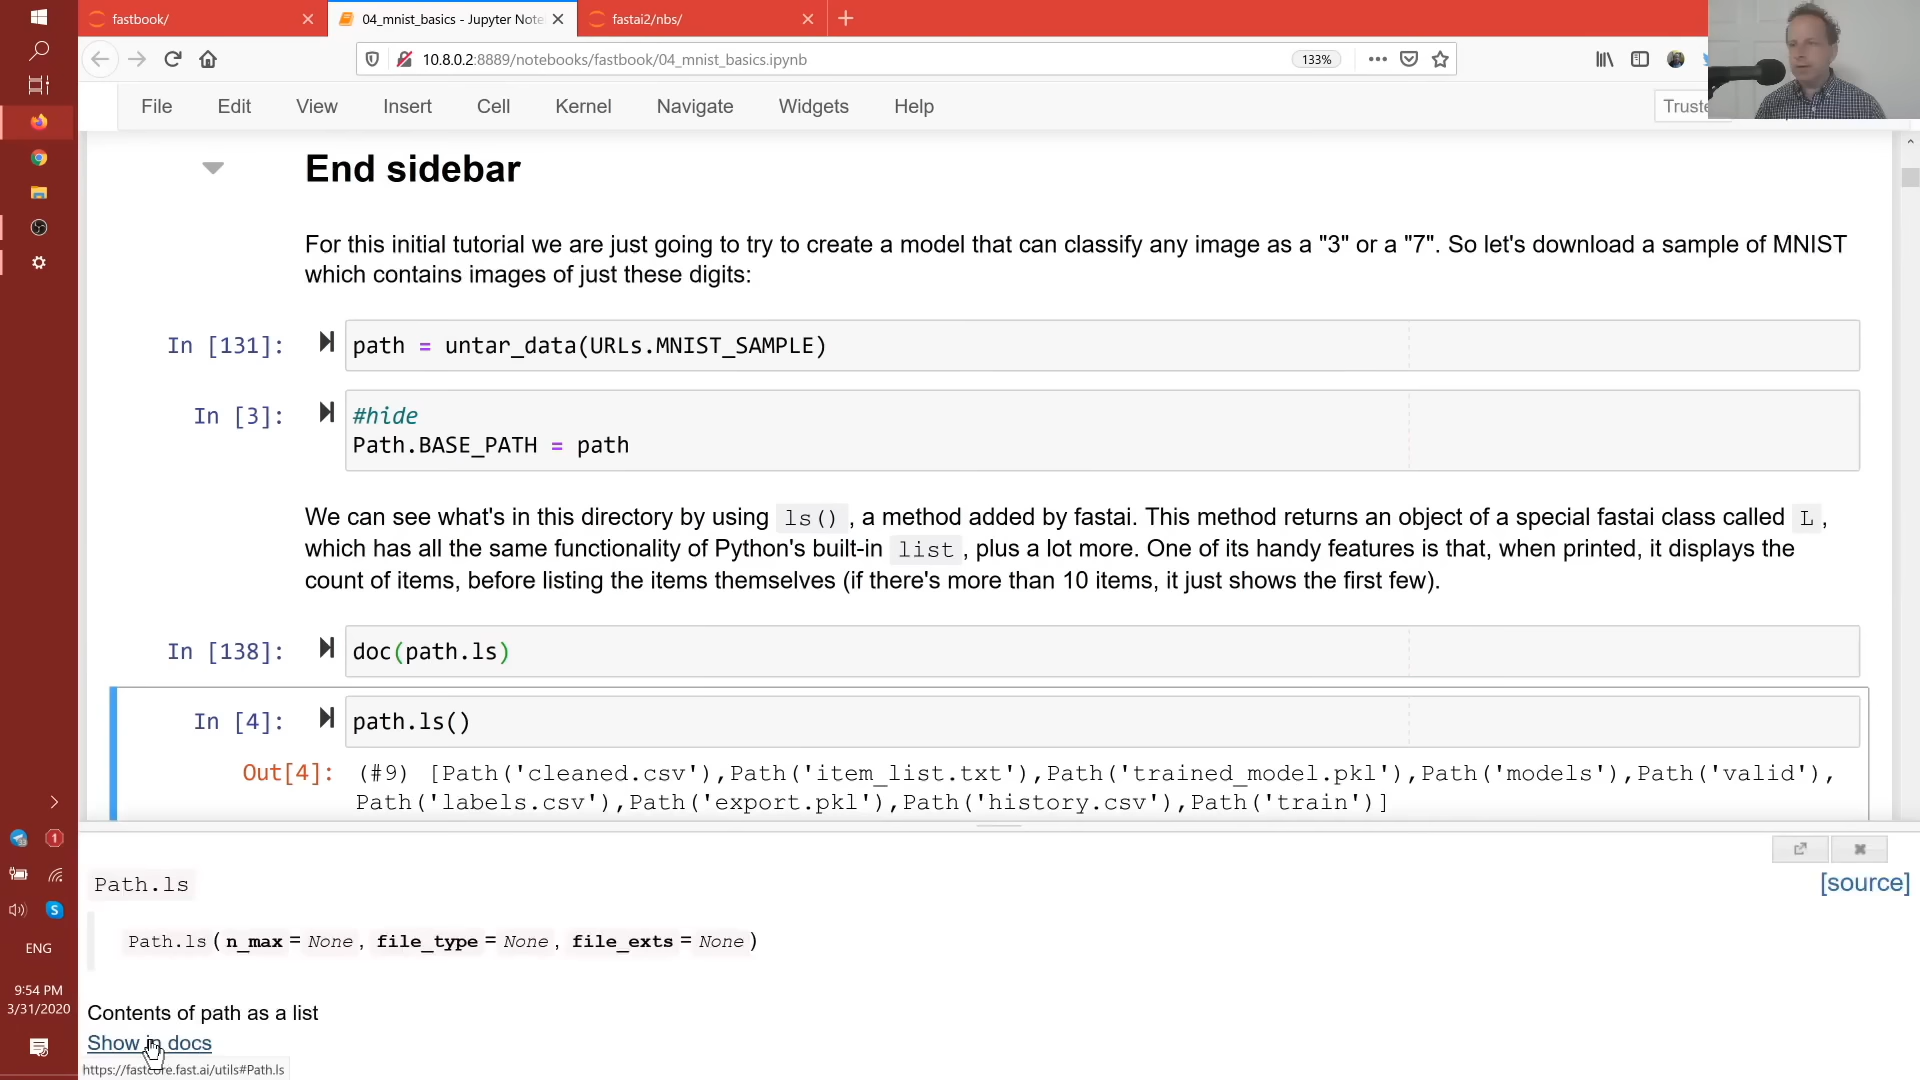 fastbook/
04_mnist_basics - Jupyter Note
fastai2/nbs/
10.8.0.2:8889/notebooks/fastbook/04_mnist_basics.ipynb
133%
File Edit View Insert Cell Kernel Navigate Widgets Help
Truste
End sidebar
For this initial tutorial we are just going to try to create a model that can classify any image as a "3" or a "7". So let's download a sample of MNIST
which contains images of just these digits:
In [131]: path = untar_data(URLs.MNIST_SAMPLE)
In [3]: #hide
Path.BASE_PATH = path
We can see what's in this directory by using ls(), a method added by fastai. This method returns an object of a special fastai class called L,
which has all the same functionality of Python's built-in list, plus a lot more. One of its handy features is that, when printed, it displays the
count of items, before listing the items themselves (if there's more than 10 items, it just shows the first few).
In [138]: doc(path.ls)
In [4]: path.ls()
Out[4]: (#9) [Path('cleaned.csv'),Path('item_list.txt'),Path('trained_model.pkl'),Path('models'),Path('valid'),
Path('labels.csv'),Path('export.pkl'),Path('history.csv'),Path('train')]
Path.ls
[source]
Path.ls(n_max=None, file_type=None, file_exts=None)
Contents of path as a list
Show in docs
https://fastcore.fast.ai/utils#Path.ls
1
S
ENG
9:54 PM
3/31/2020